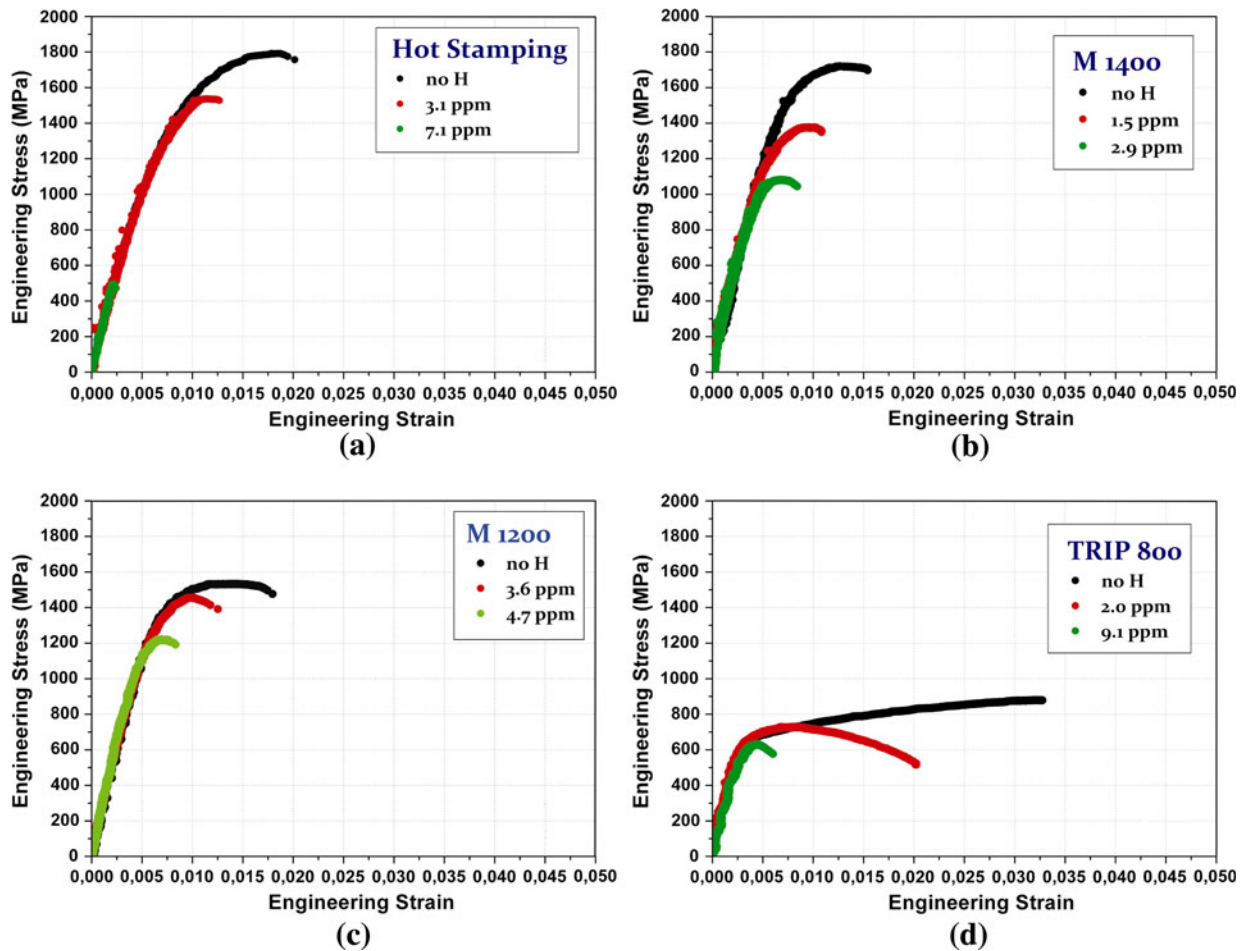 2000
1800
1600
1400
1200
1000
800
600
400
200
0
Engineering Stress (MPa)
Hot Stamping
no H
3.1 ppm
7.1 ppm
0,000 0,005 0,010 0,015 0,020 0,025 0,030 0,035 0,040 0,045 0,050
Engineering Strain
(a)
2000
1800
1600
1400
1200
1000
800
600
400
200
0
Engineering Stress (MPa)
M 1400
no H
1.5 ppm
2.9 ppm
0,000 0,005 0,010 0,015 0,020 0,025 0,030 0,035 0,040 0,045 0,050
Engineering Strain
(b)
2000
1800
1600
1400
1200
1000
800
600
400
200
0
Engineering Stress (MPa)
M 1200
no H
3.6 ppm
4.7 ppm
0,000 0,005 0,010 0,015 0,020 0,025 0,030 0,035 0,040 0,045 0,050
Engineering Strain
(c)
2000
1800
1600
1400
1200
1000
800
600
400
200
0
Engineering Stress (MPa)
TRIP 800
no H
2.0 ppm
9.1 ppm
0,000 0,005 0,010 0,015 0,020 0,025 0,030 0,035 0,040 0,045 0,050
Engineering Strain
(d)